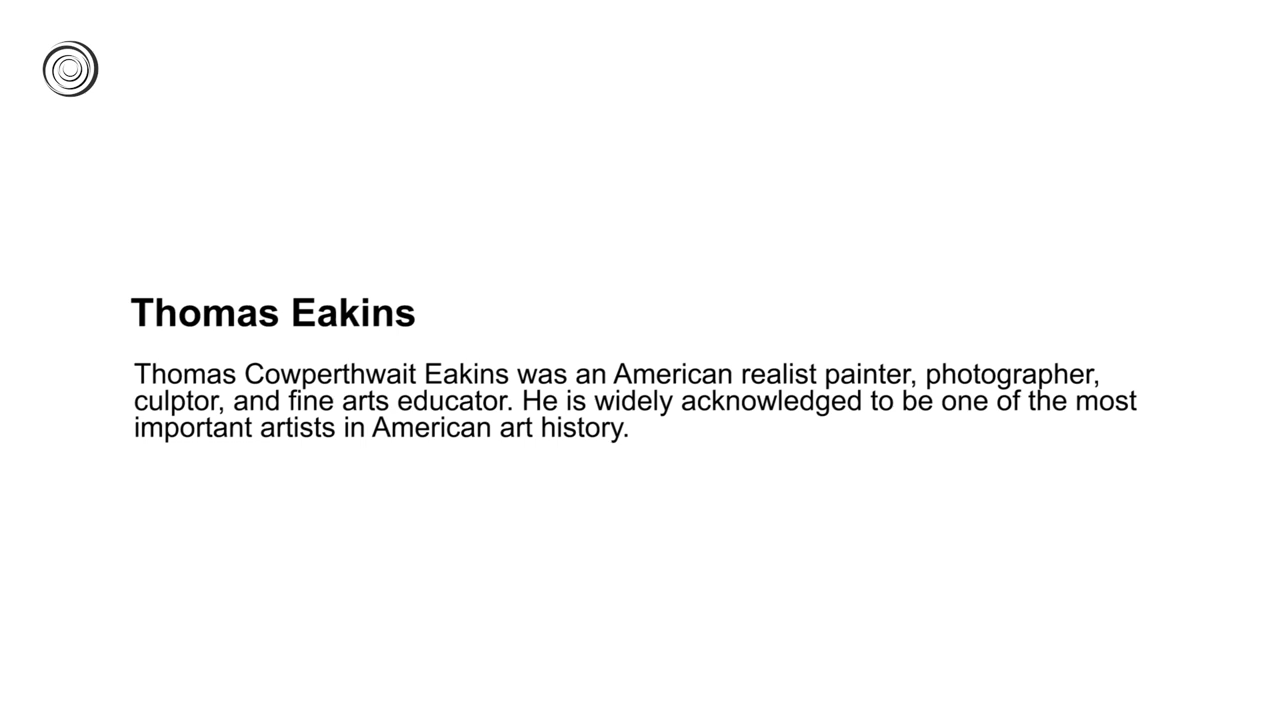 Thomas Eakins
Thomas Cowperthwait Eakins was an American realist painter, photographer,
culptor, and fine arts educator. He is widely acknowledged to be one of the most
important artists in American art history.